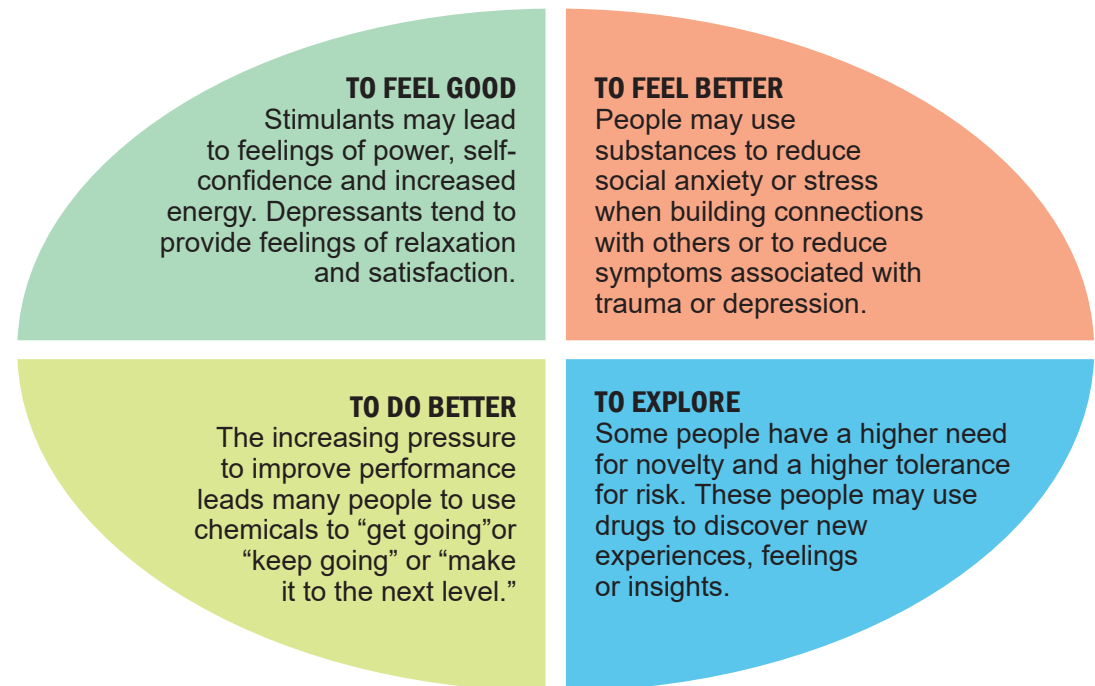 TO FEEL GOOD
Stimulants may lead
to feelings of power, self-
confidence and increased
energy. Depressants tend to
provide feelings of relaxation
and satisfaction.
TO FEEL BETTER
People may use
substances to reduce
social anxiety or stress
when building connections
with others or to reduce
symptoms associated with
trauma or depression.
TO DO BETTER
The increasing pressure
to improve performance
leads many people to use
chemicals to “get going”or
“keep going” or “make
it to the next level.”
TO EXPLORE
Some people have a higher need
for novelty and a higher tolerance
for risk. These people may use
drugs to discover new
experiences, feelings
or insights.